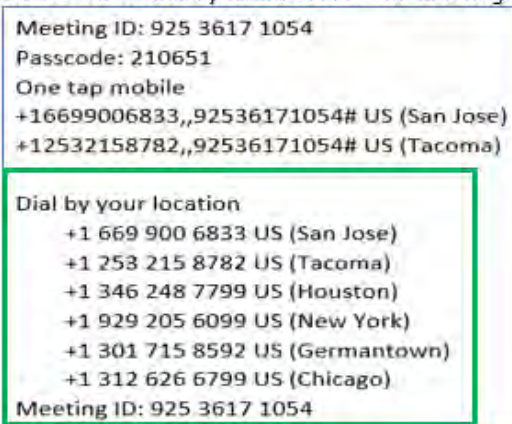 Meeting ID: 925 3617 1054
Passcode: 210651
One tap mobile
+16699006833,,92536171054# US (San Jose)
+12532158782,,92536171054# US (Tacoma)
Dial by your location
+1 669 900 6833 US (San Jose)
+1 253 215 8782 US (Tacoma)
+1 346 248 7799 US (Houston)
+1 929 205 6099 US (New York)
+1 301 715 8592 US (Germantown)
+1 312 626 6799 US (Chicago)
Meeting ID: 925 3617 1054